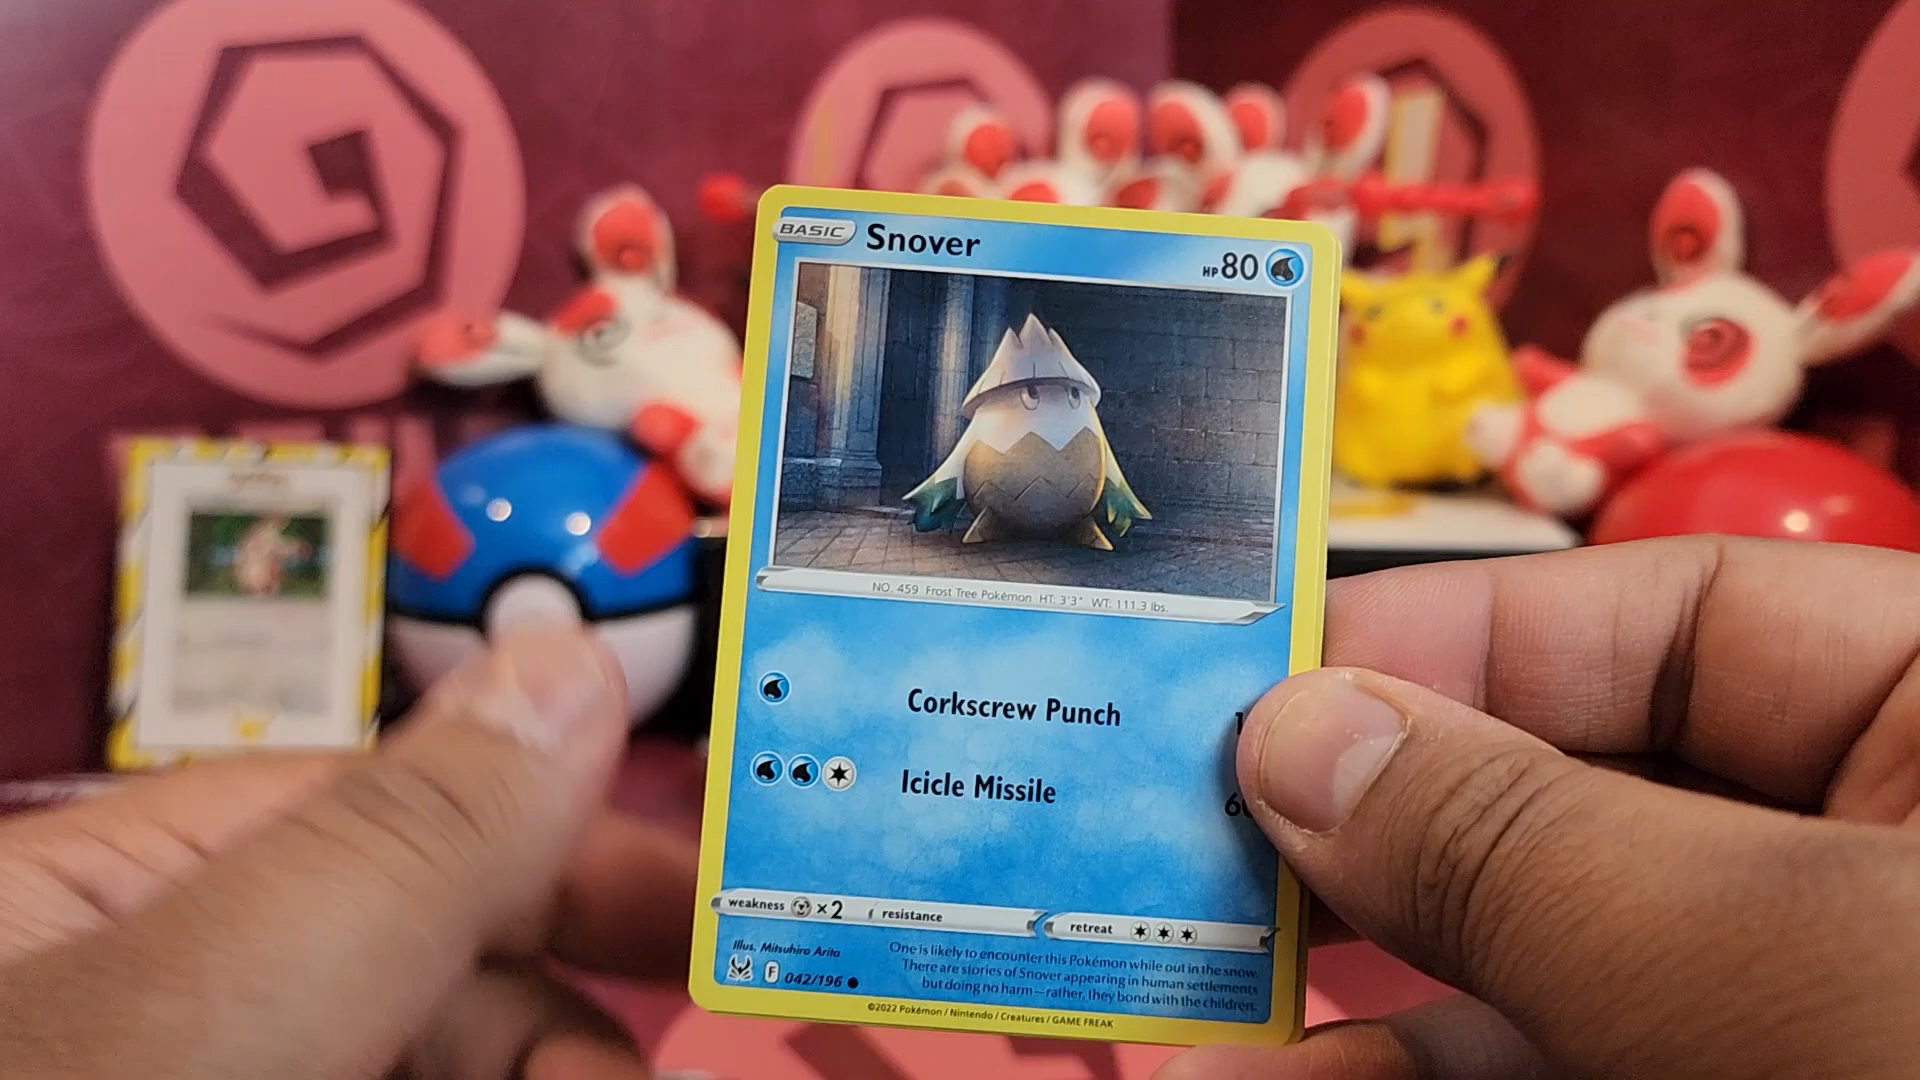 BASIC Snover HP 80
NO. 459 Frost Tree Pokémon HT: 3'3" WT: 111.3 lbs.
Corkscrew Punch
Icicle Missile
weakness ×2 resistance retreat
Illus. Mitsuhiro Arita
F 042/196
One is likely to encounter this Pokémon while out in the snow.
There are stories of Snover appearing in human settlements
but doing no harm—rather, they bond with the children.
©2022 Pokémon / Nintendo / Creatures / GAME FREAK